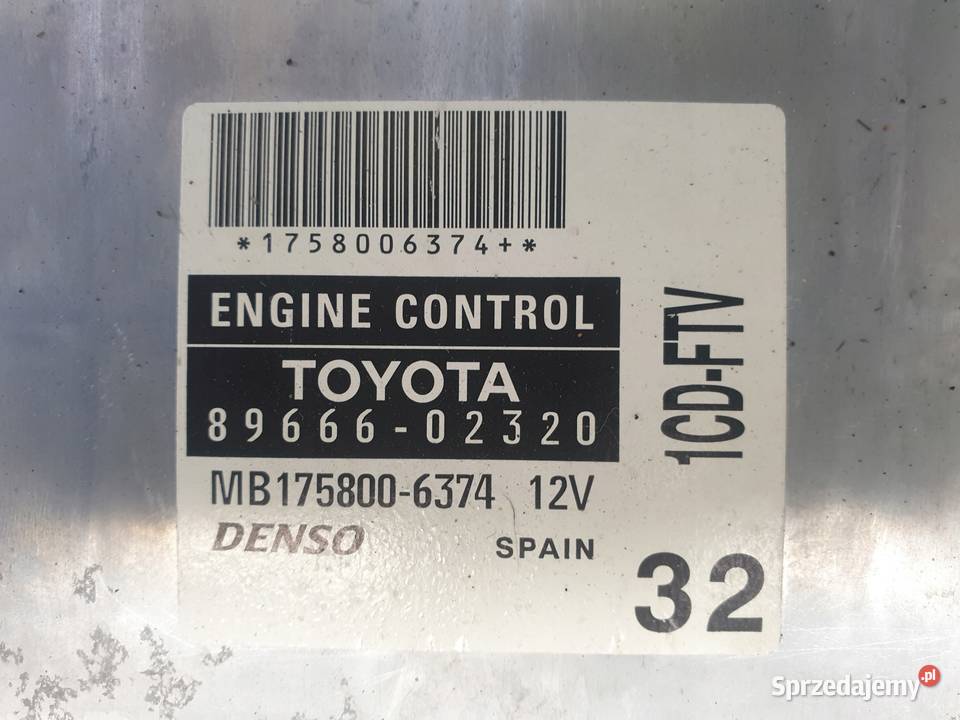 *1758006374+*
ENGINE CONTROL
TOYOTA
89666-02320
MB175800-6374 12V
DENSO SPAIN
1CD-FTV
32
Sprzedajemy.pl